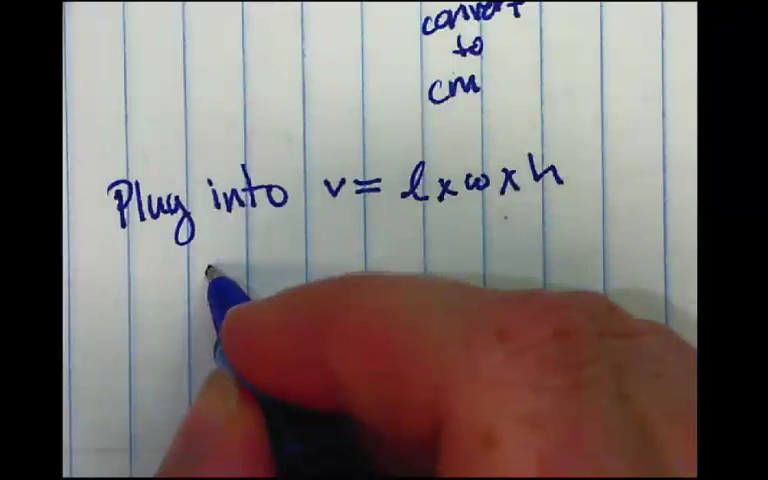 convert
to
cm
Plug into v = l x w x h